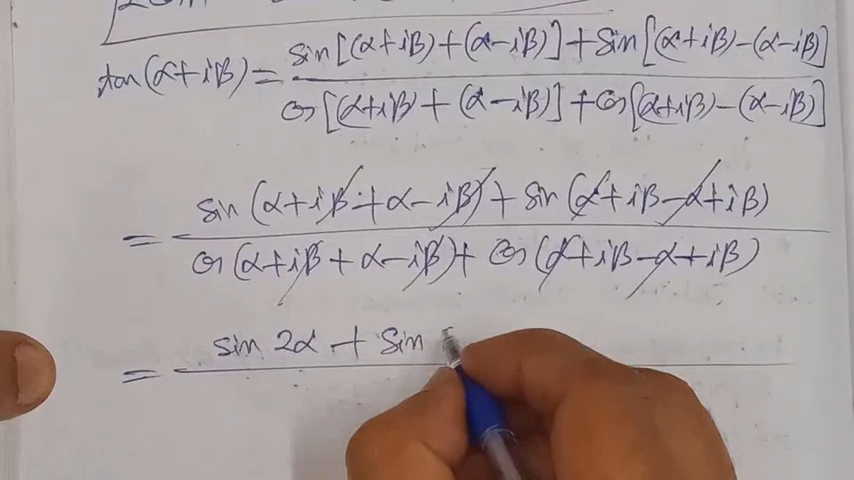 tan(α+iβ) = sin[(α+iβ)+(α-iβ)] + sin[(α+iβ)-(α-iβ)] / cos[(α+iβ)+(α-iβ)] + cos[(α+iβ)-(α-iβ)]
= sin(α+iβ+α-iβ) + sin(α+iβ-α+iβ) / cos(α+iβ+α-iβ) + cos(α+iβ-α+iβ)
= sin 2α + sin